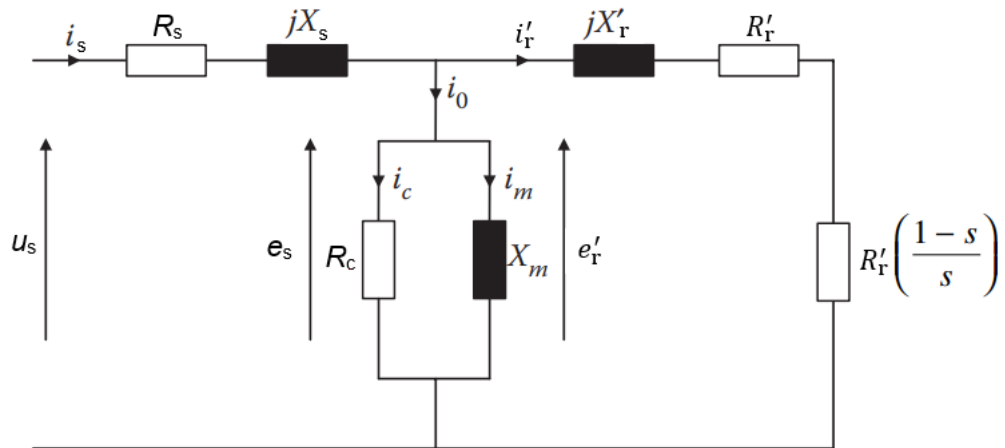 i_s
R_s
jX_s
i'_r
jX'_r
R'_r
i_0
i_c
i_m
u_s
e_s
R_c
X_m
e'_r
R'_r((1 − s)/s)